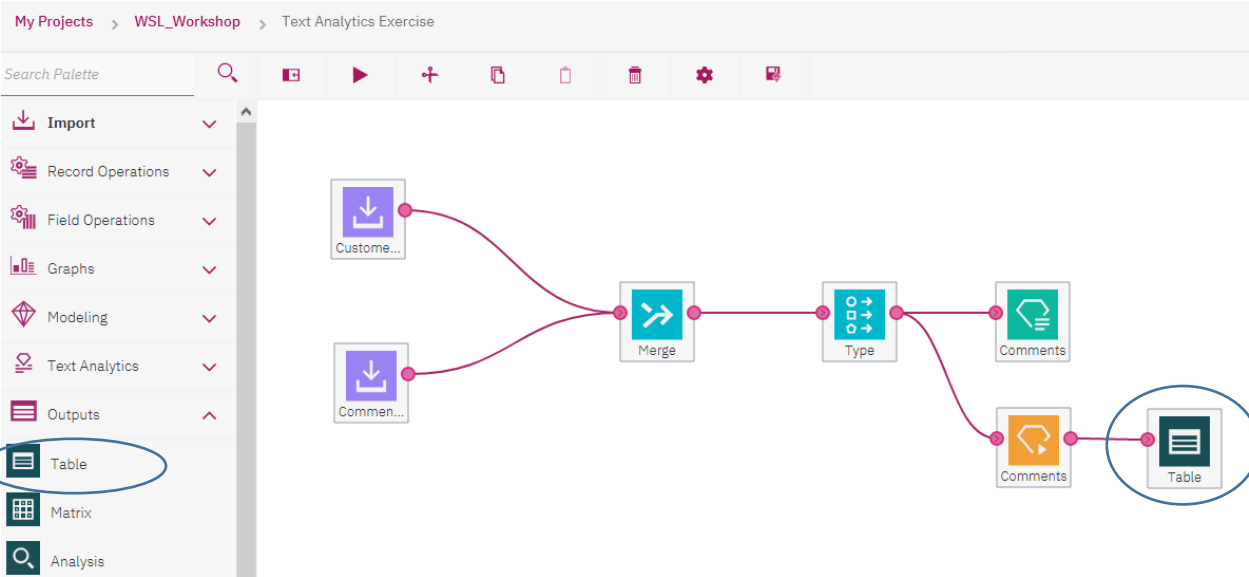 My Projects > WSL_Workshop > Text Analytics Exercise
Search Palette
Import
Record Operations
Field Operations
Graphs
Modeling
Text Analytics
Outputs
Table
Matrix
Analysis
Custome...
Commen...
Merge
Type
Comments
Comments
Table